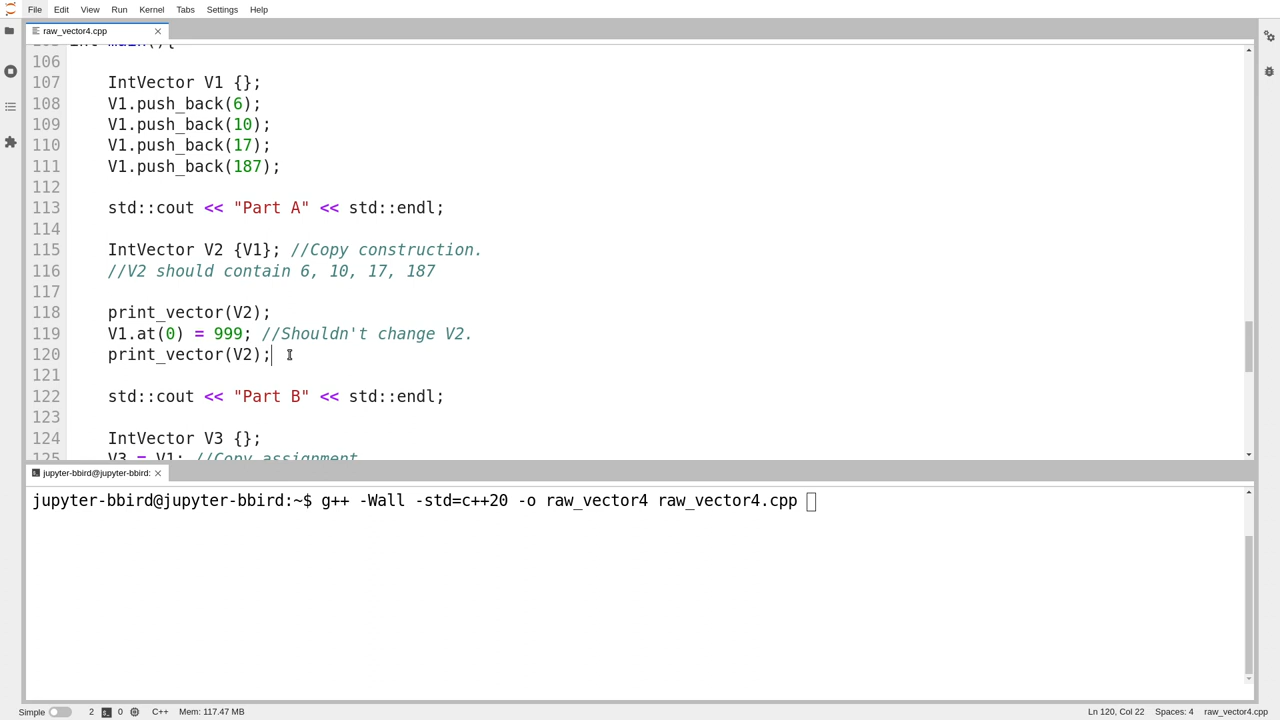 File Edit View Run Kernel Tabs Settings Help
raw_vector4.cpp
105 int main(){
106
107 IntVector V1 {};
108 V1.push_back(6);
109 V1.push_back(10);
110 V1.push_back(17);
111 V1.push_back(187);
112
113 std::cout << "Part A" << std::endl;
114
115 IntVector V2 {V1}; //Copy construction.
116 //V2 should contain 6, 10, 17, 187
117
118 print_vector(V2);
119 V1.at(0) = 999; //Shouldn't change V2.
120 print_vector(V2);
121
122 std::cout << "Part B" << std::endl;
123
124 IntVector V3 {};
125 V3 = V1; //Copy assignment
jupyter-bbird@jupyter-bbird:
jupyter-bbird@jupyter-bbird:~$ g++ -Wall -std=c++20 -o raw_vector4 raw_vector4.cpp
Simple 2 0 C++ Mem: 117.47 MB Ln 120, Col 22 Spaces: 4 raw_vector4.cpp